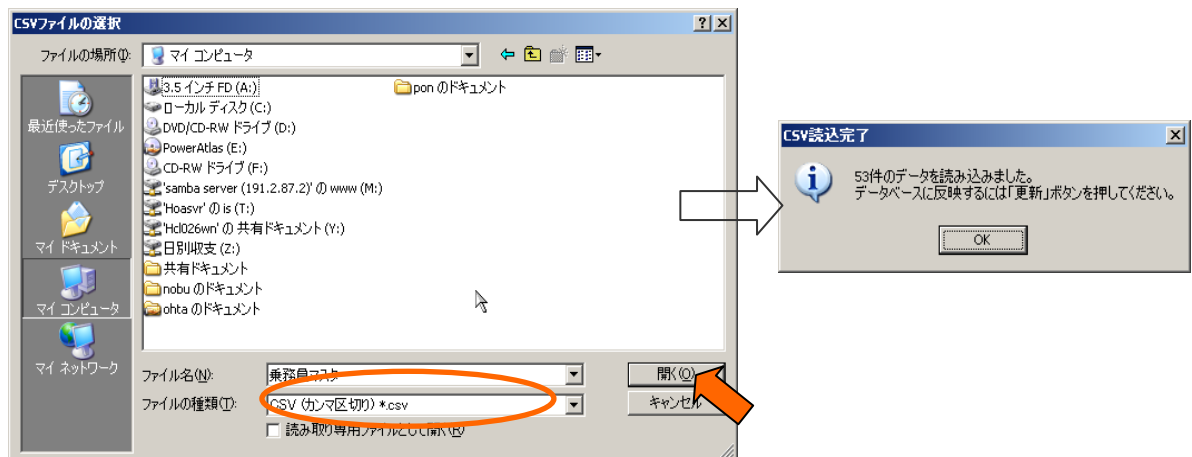 CSVファイルの選択
ファイルの場所(I):
マイ コンピュータ
最近使ったファイル
デスクトップ
マイ ドキュメント
マイ コンピュータ
マイ ネットワーク
3.5 インチ FD (A:)
ローカル ディスク (C:)
DVD/CD-RW ドライブ (D:)
PowerAtlas (E:)
CD-RW ドライブ (F:)
'samba server (191.2.87.2)' の www (M:)
'Hoasvr' の is (T:)
'Hcl026wn' の 共有ドキュメント (Y:)
日別収支 (Z:)
共有ドキュメント
nobu のドキュメント
ohta のドキュメント
pon のドキュメント
ファイル名(N):
乗務員マスタ
開く(O)
ファイルの種類(T):
CSV (カンマ区切り) *.csv
キャンセル
読み取り専用ファイルとして開く(R)
CSV読込完了
53件のデータを読み込みました。
データベースに反映するには「更新」ボタンを押してください。
OK